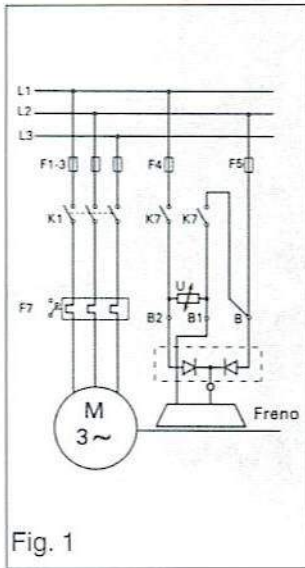 L1
L2
L3
F1-3 F4 F5
K1 K7 K7
F7 U
B2 B1 B
M
3~
Freno
Fig. 1